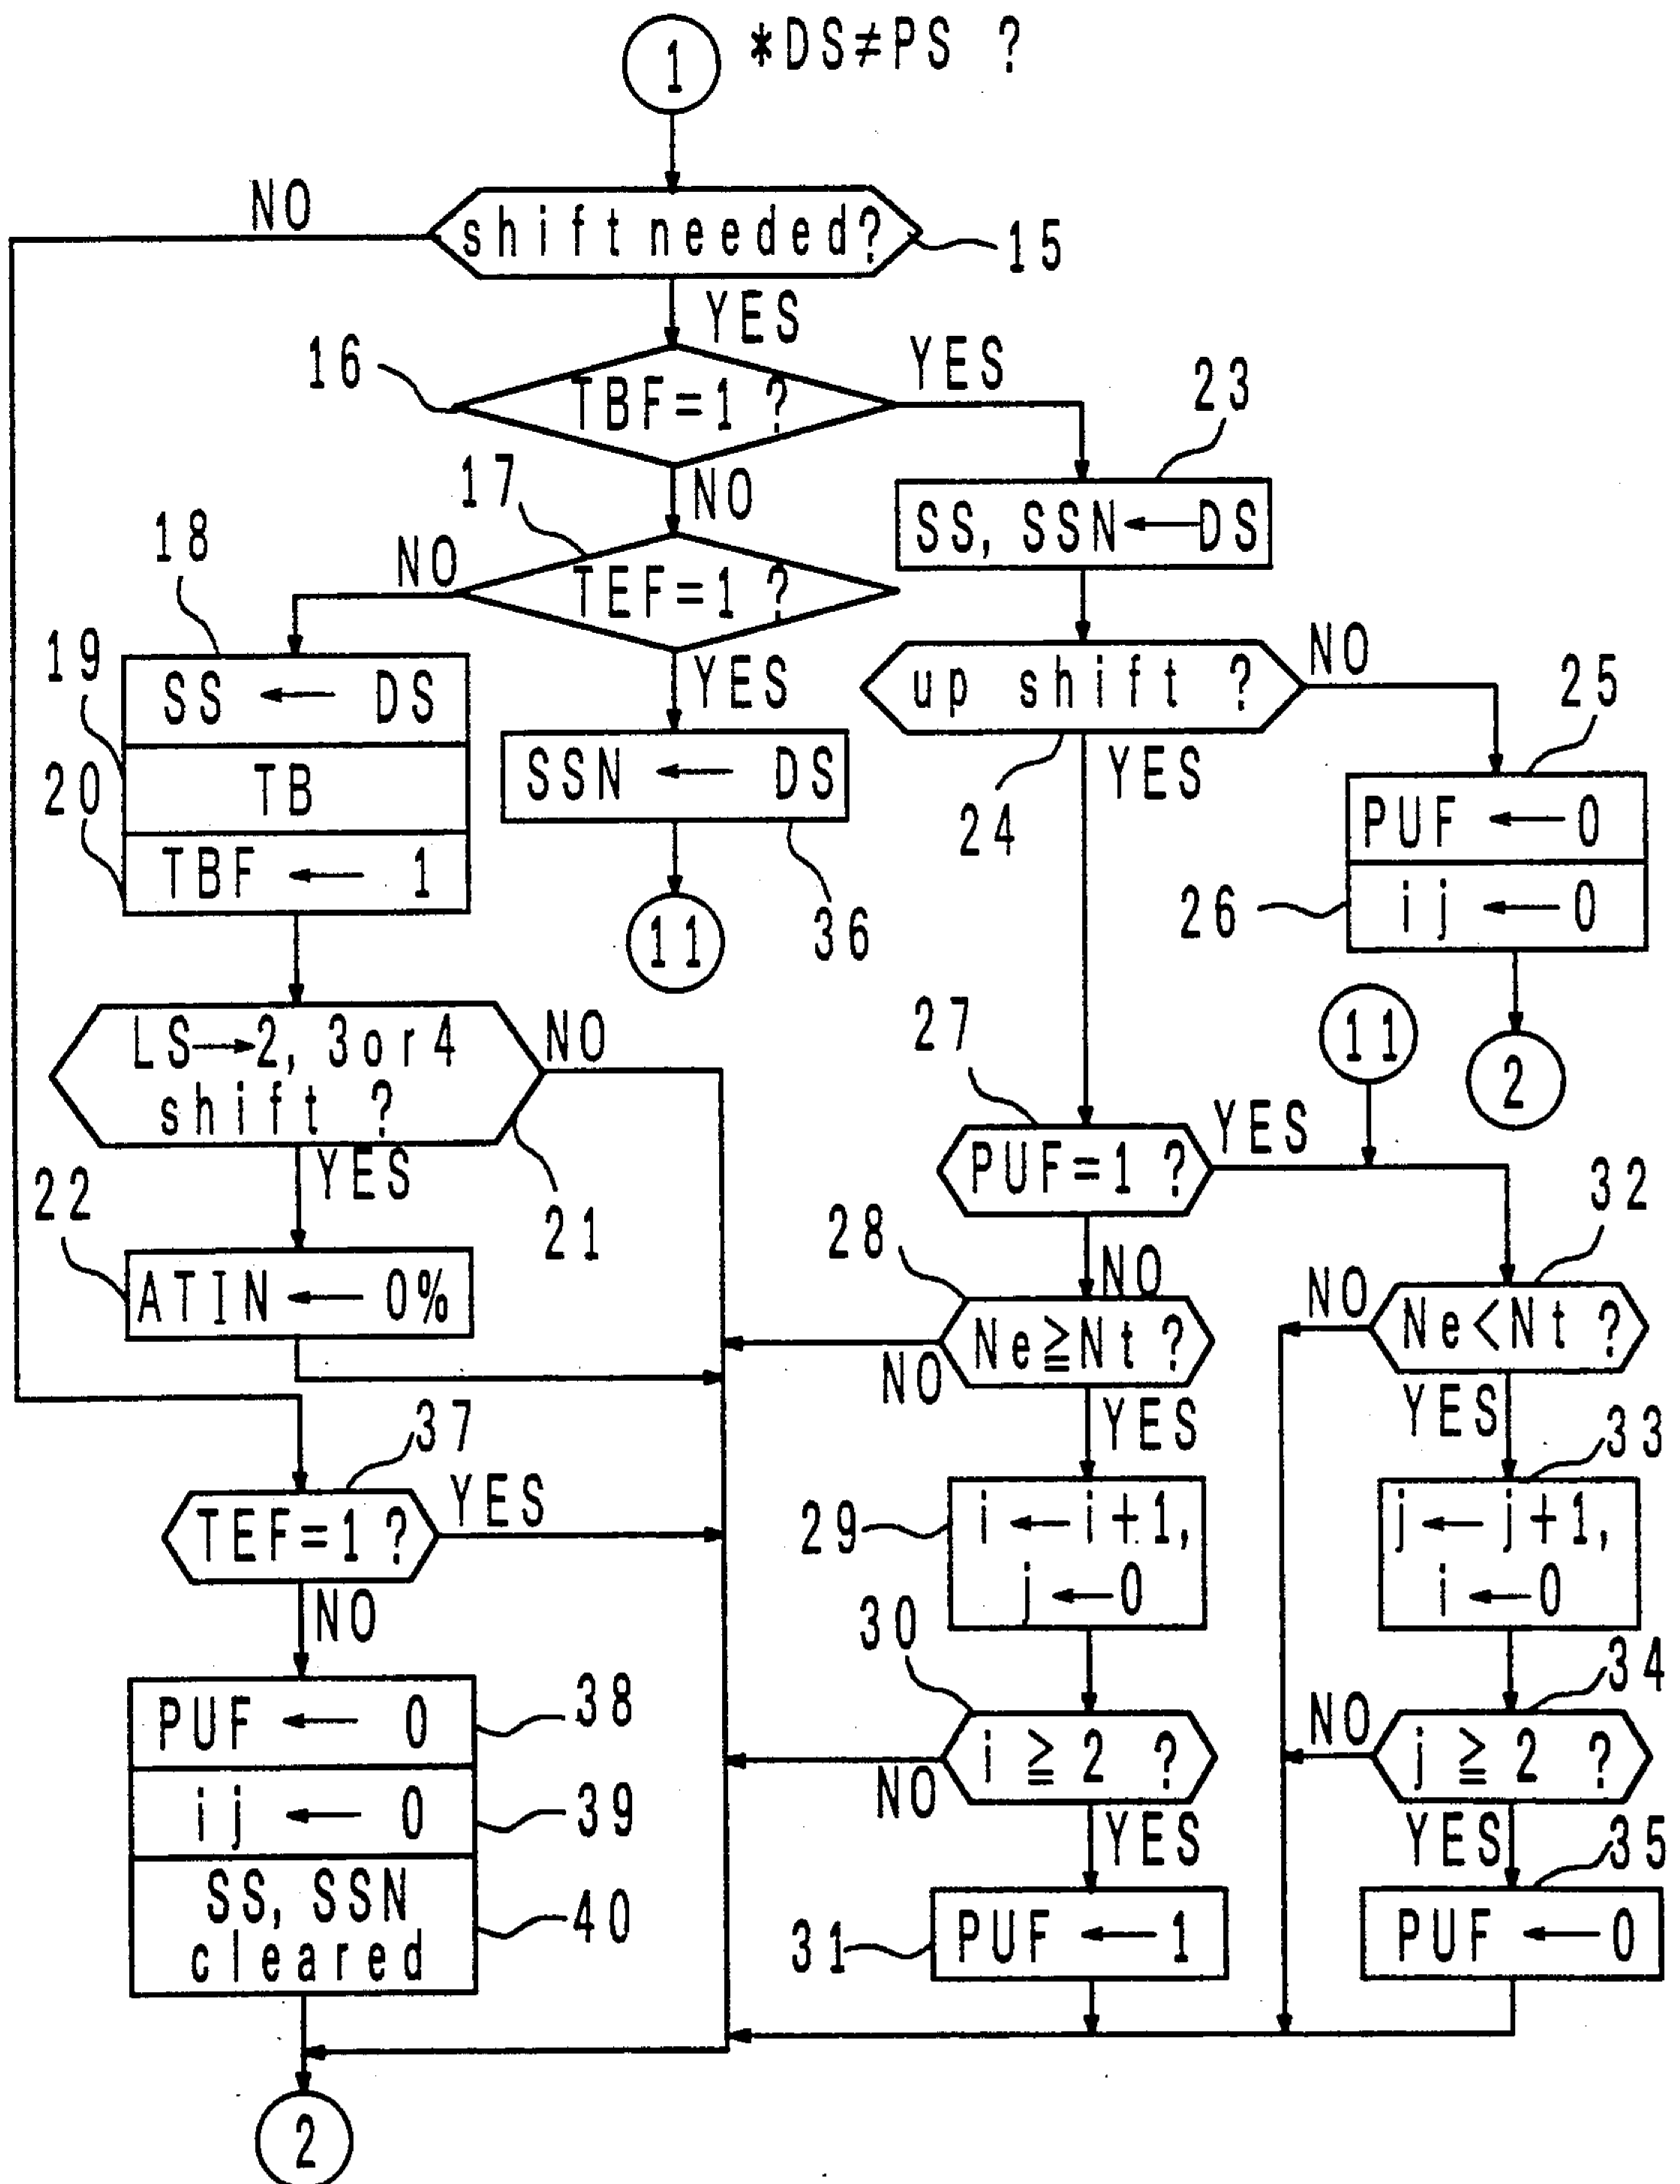 1 *DS≠PS ?
NO
shift needed?
15
YES
16
TBF=1 ?
YES
23
17
NO
SS, SSN←DS
18
NO
TEF=1 ?
19
SS ← DS
YES
up shift ?
NO
25
20
TB
SSN ← DS
24
YES
PUF ← 0
TBF ← 1
36
26
ij ← 0
11
LS→2, 3or4
shift ?
NO
27
11
2
YES
21
PUF=1 ?
YES
32
22
28
NO
ATIN ← 0%
Ne≧Nt ?
NO
NO
Ne<Nt ?
37
YES
YES
33
TEF=1 ?
YES
29
i ← i+1,
j ← 0
j ← j+1,
i ← 0
NO
30
34
PUF ← 0
38
i ≧ 2 ?
NO
NO
j ≧ 2 ?
ij ← 0
39
YES
YES
35
SS, SSN
cleared
40
31
PUF ← 1
PUF ← 0
2